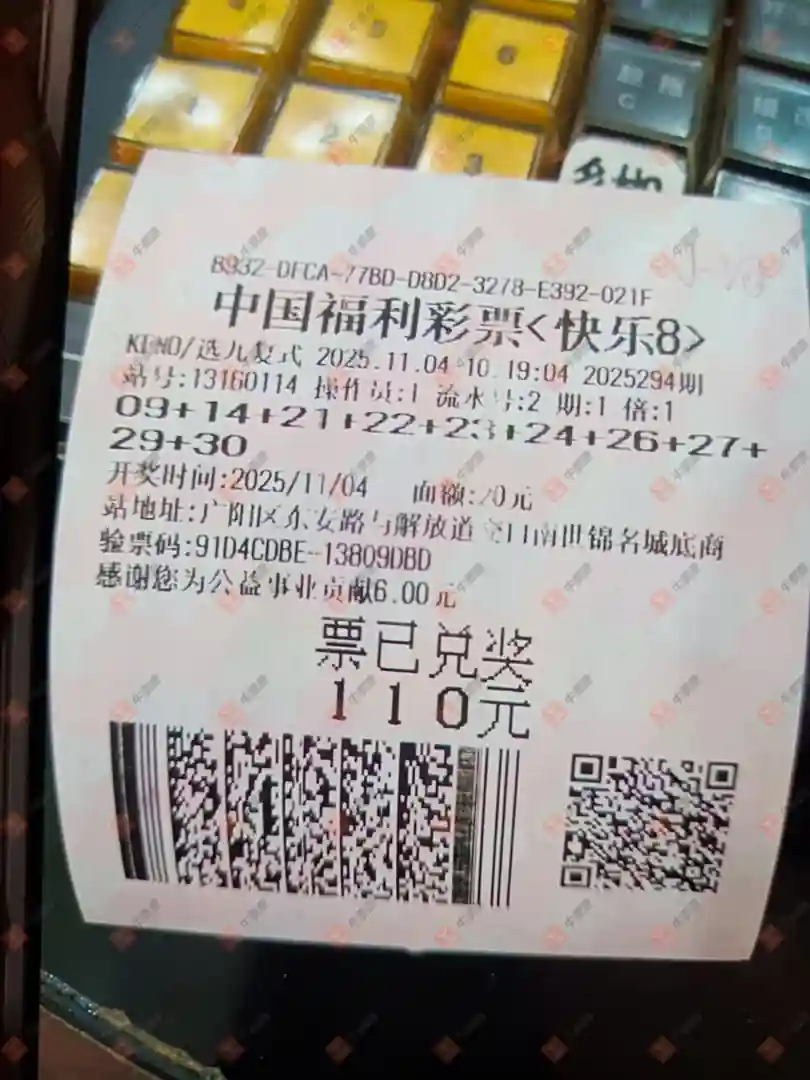 B932-DFCA-77BD-D8D2-3278-E392-021F
中国福利彩票<快乐8>
KENO/选九复式 2025.11.04 10:19:04 2025294期
站号:13160114 操作员:1 流水号:2 期:1 倍:1
09+14+21+22+23+24+26+27+
29+30
开奖时间:2025/11/04 面额:20元
站地址:广阳区东安路与解放道交口南世锦名城底商
验票码:91D4CDBE-13809DBD
感谢您为公益事业贡献6.00元
票已兑奖
110元